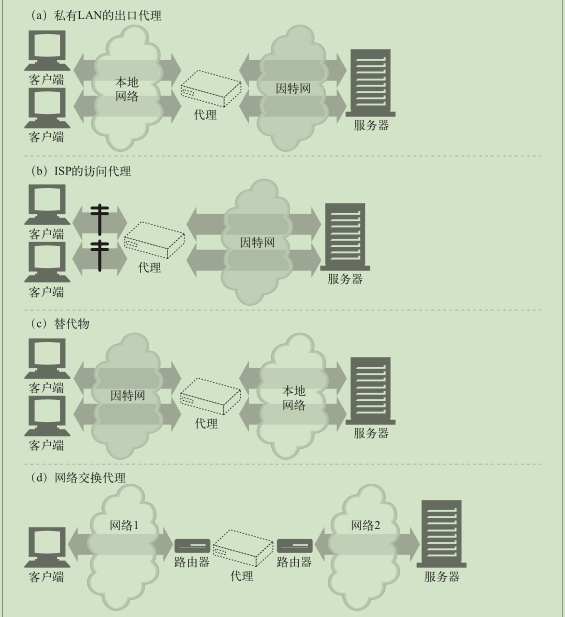 （a）私有LAN的出口代理
客户端
客户端
本地
网络
代理
因特网
服务器
（b）ISP的访问代理
客户端
客户端
代理
因特网
服务器
（c）替代物
客户端
客户端
因特网
代理
本地
网络
服务器
（d）网络交换代理
客户端
网络1
路由器
代理
路由器
网络2
服务器